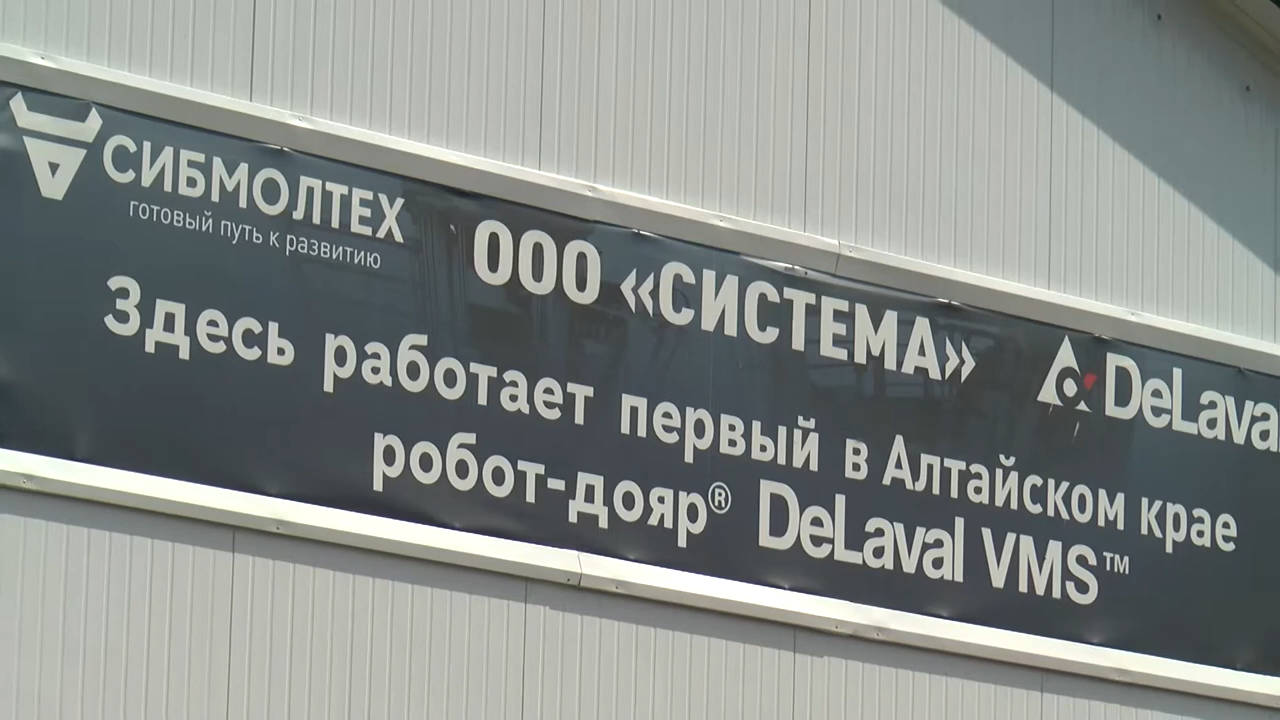 СИБМОЛТЕХ
готовый путь к развитию
ООО «СИСТЕМА»
DeLaval
Здесь работает первый в Алтайском крае
робот-дояр® DeLaval VMS™